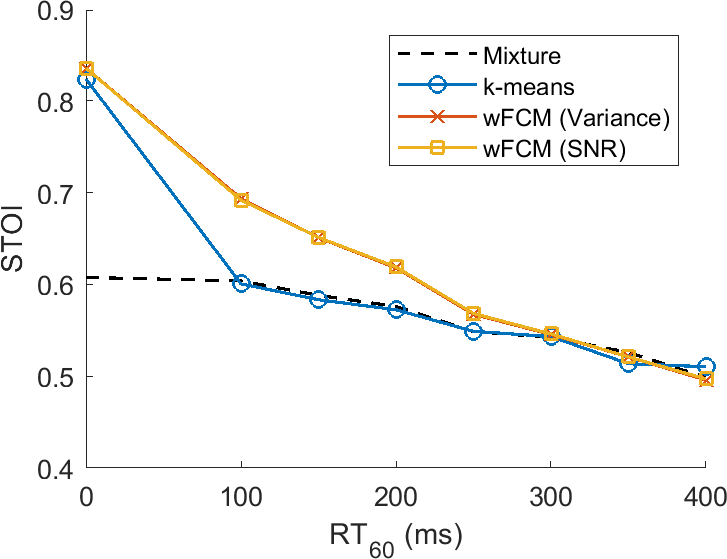 0.9
0.8
0.7
0.6
0.5
0.4
STOI
Mixture
k-means
wFCM (Variance)
wFCM (SNR)
0 100 200 300 400
RT60 (ms)